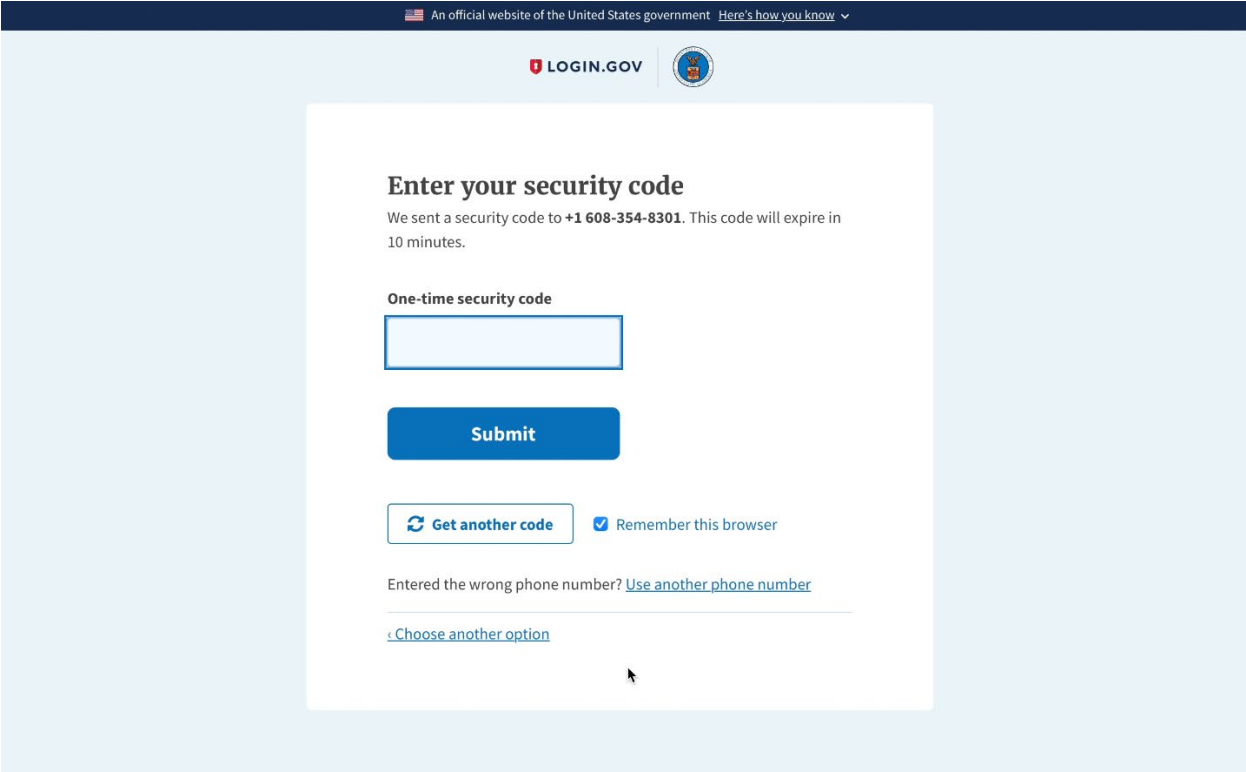 An official website of the United States government Here's how you know
LOGIN.GOV
Enter your security code
We sent a security code to +1 608-354-8301. This code will expire in
10 minutes.
One-time security code
Submit
Get another code Remember this browser
Entered the wrong phone number? Use another phone number
‹ Choose another option